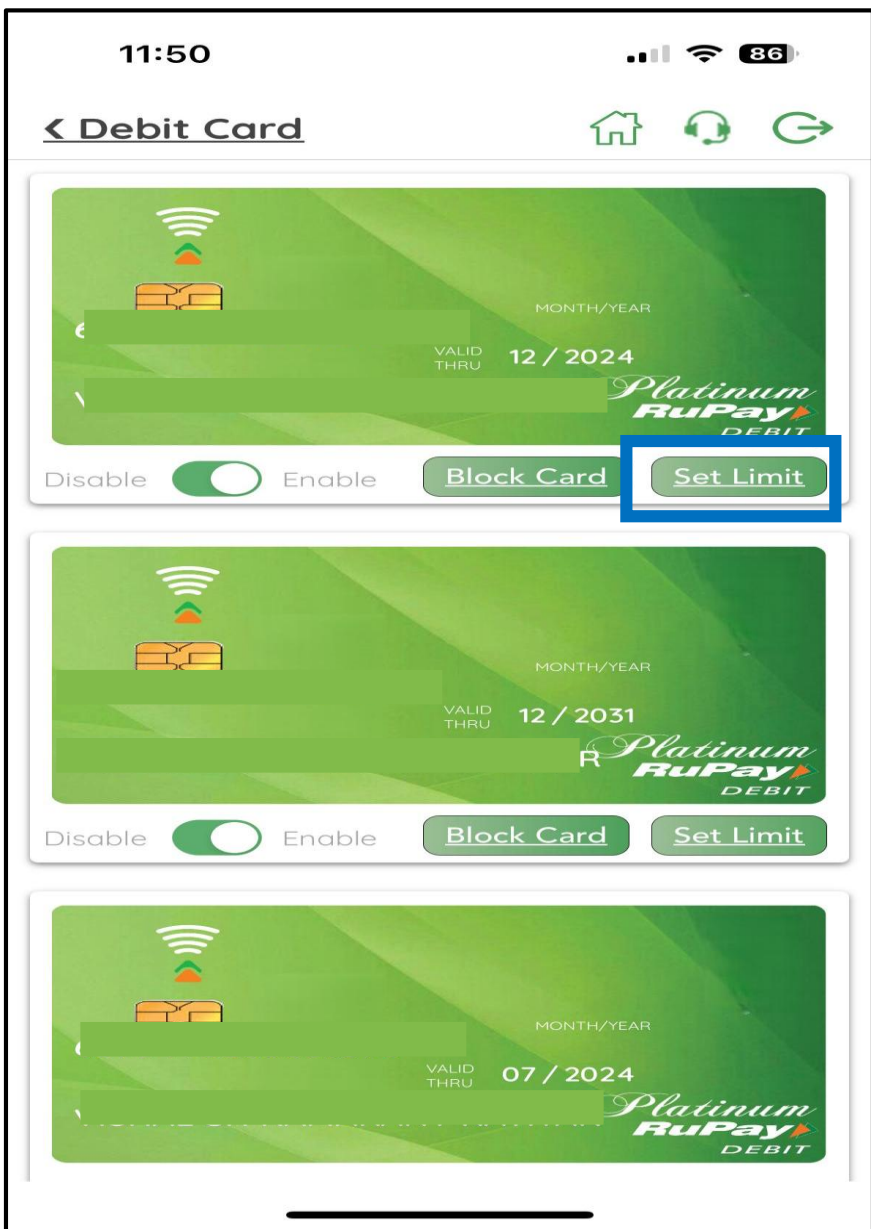 11:50
86
< Debit Card
MONTH/YEAR
VALID THRU 12 / 2024
Platinum
RuPay
DEBIT
Disable Enable Block Card Set Limit
MONTH/YEAR
VALID THRU 12 / 2031
R Platinum
RuPay
DEBIT
Disable Enable Block Card Set Limit
MONTH/YEAR
VALID THRU 07 / 2024
Platinum
RuPay
DEBIT